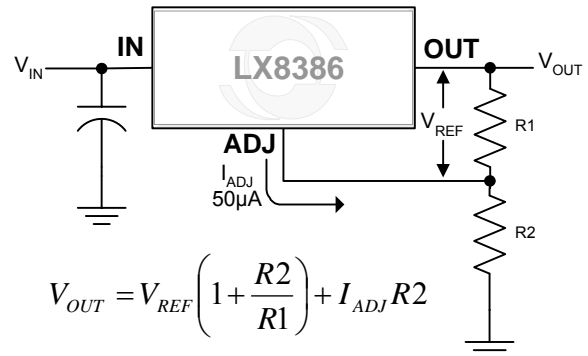 IN
OUT
V_IN
LX8386
V_OUT
V_REF
R1
ADJ
I_ADJ
50µA
R2
V_OUT = V_REF(1 + R2/R1) + I_ADJ R2